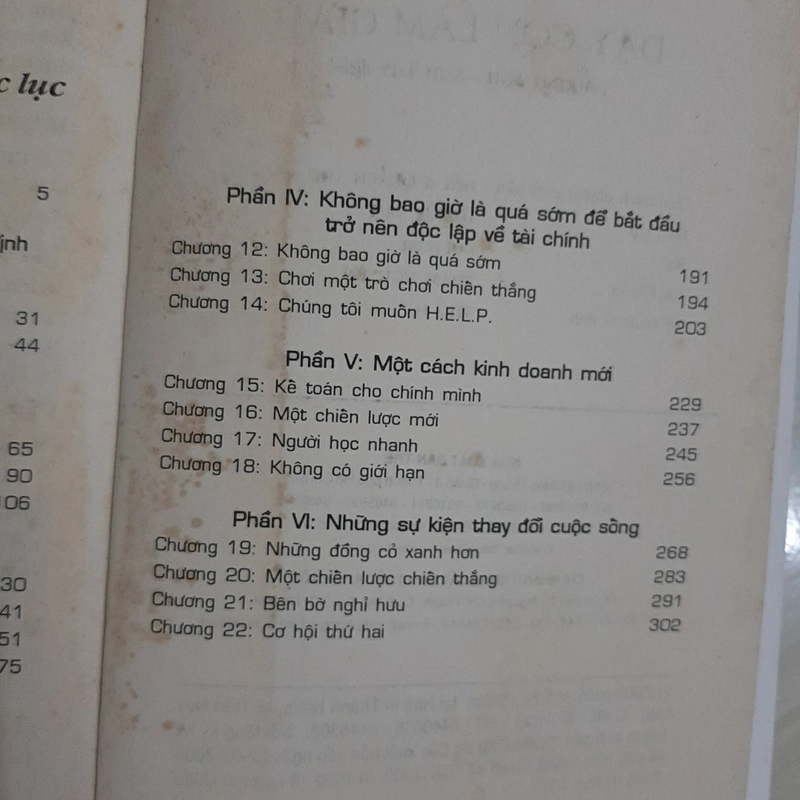 c lục
5
ịnh
31
44
65
90
106
30
41
51
75
Phần IV: Không bao giờ là quá sớm để bắt đầu
trở nên độc lập về tài chính
Chương 12: Không bao giờ là quá sớm 191
Chương 13: Chơi một trò chơi chiến thắng 194
Chương 14: Chúng tôi muốn H.E.L.P. 203
Phần V: Một cách kinh doanh mới
Chương 15: Kế toán cho chính mình 229
Chương 16: Một chiến lược mới 237
Chương 17: Người học nhanh 245
Chương 18: Không có giới hạn 256
Phần VI: Những sự kiện thay đổi cuộc sống
Chương 19: Những đồng cỏ xanh hơn 268
Chương 20: Một chiến lược chiến thắng 283
Chương 21: Bên bờ nghỉ hưu 291
Chương 22: Cơ hội thứ hai 302